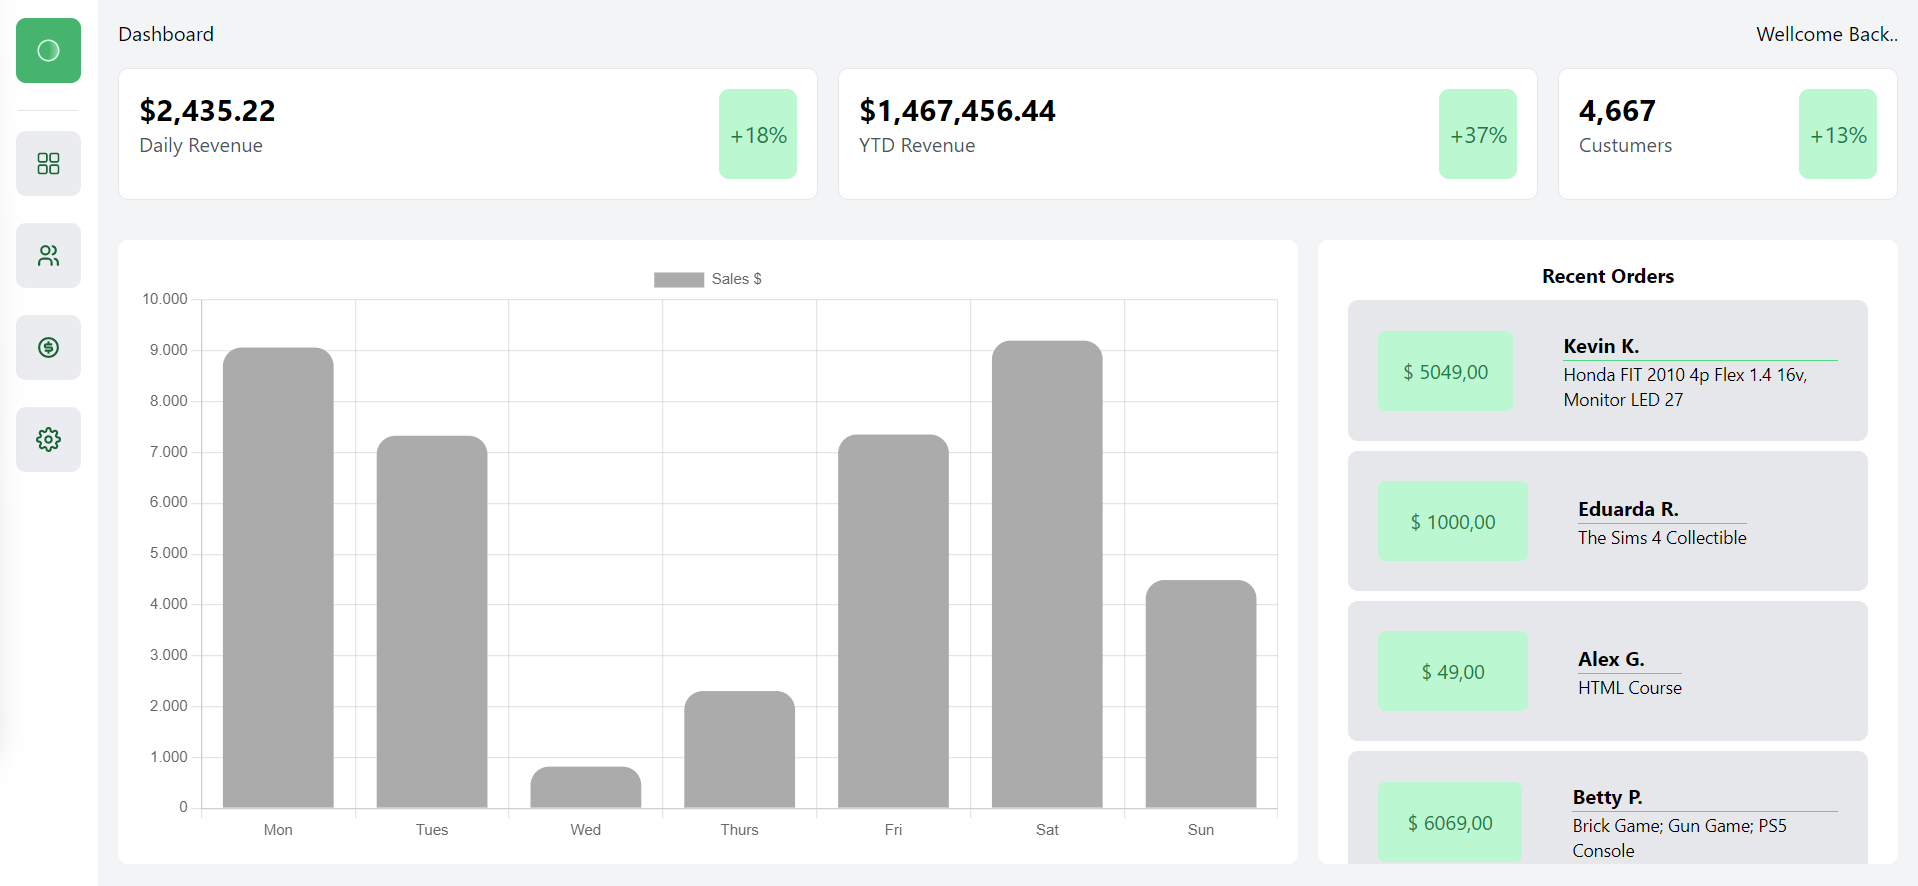 Dashboard
Wellcome Back..
$2,435.22
Daily Revenue
+18%
$1,467,456.44
YTD Revenue
+37%
4,667
Custumers
+13%
Sales $
10.000
9.000
8.000
7.000
6.000
5.000
4.000
3.000
2.000
1.000
0
Mon
Tues
Wed
Thurs
Fri
Sat
Sun
Recent Orders
$ 5049,00
Kevin K.
Honda FIT 2010 4p Flex 1.4 16v,
Monitor LED 27
$ 1000,00
Eduarda R.
The Sims 4 Collectible
$ 49,00
Alex G.
HTML Course
$ 6069,00
Betty P.
Brick Game; Gun Game; PS5
Console